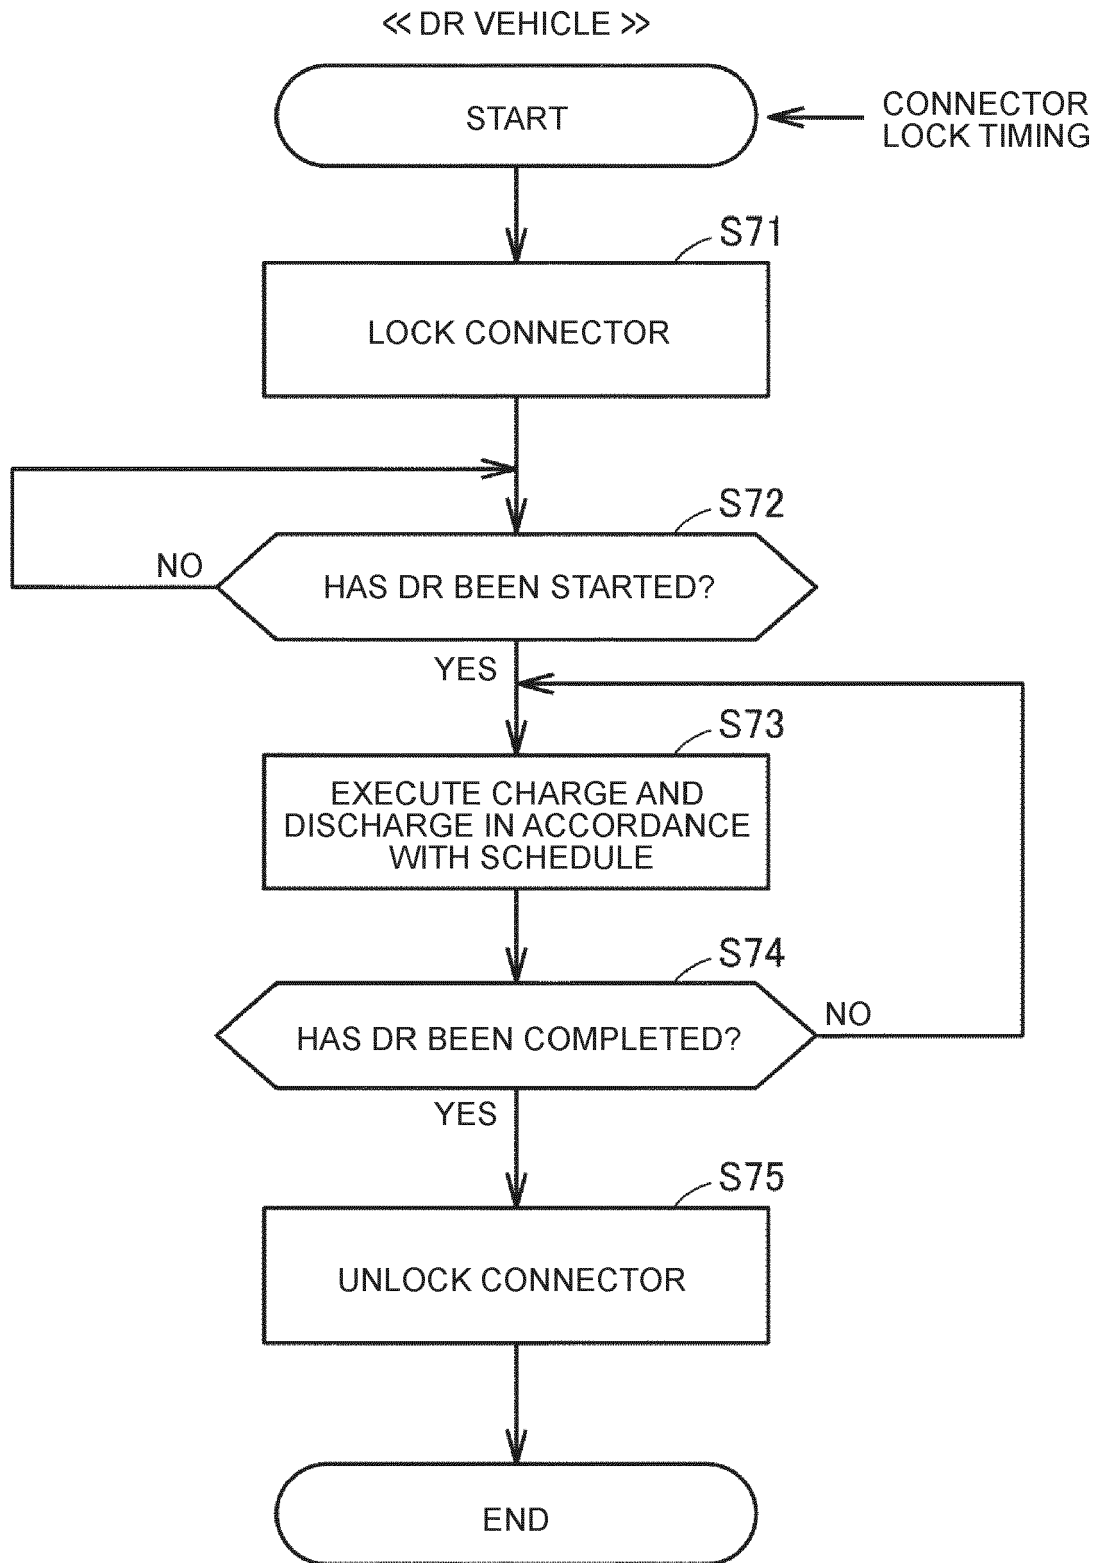 << DR VEHICLE >>
START
CONNECTOR
LOCK TIMING
S71
LOCK CONNECTOR
S72
NO
HAS DR BEEN STARTED?
YES
S73
EXECUTE CHARGE AND
DISCHARGE IN ACCORDANCE
WITH SCHEDULE
S74
NO
HAS DR BEEN COMPLETED?
YES
S75
UNLOCK CONNECTOR
END